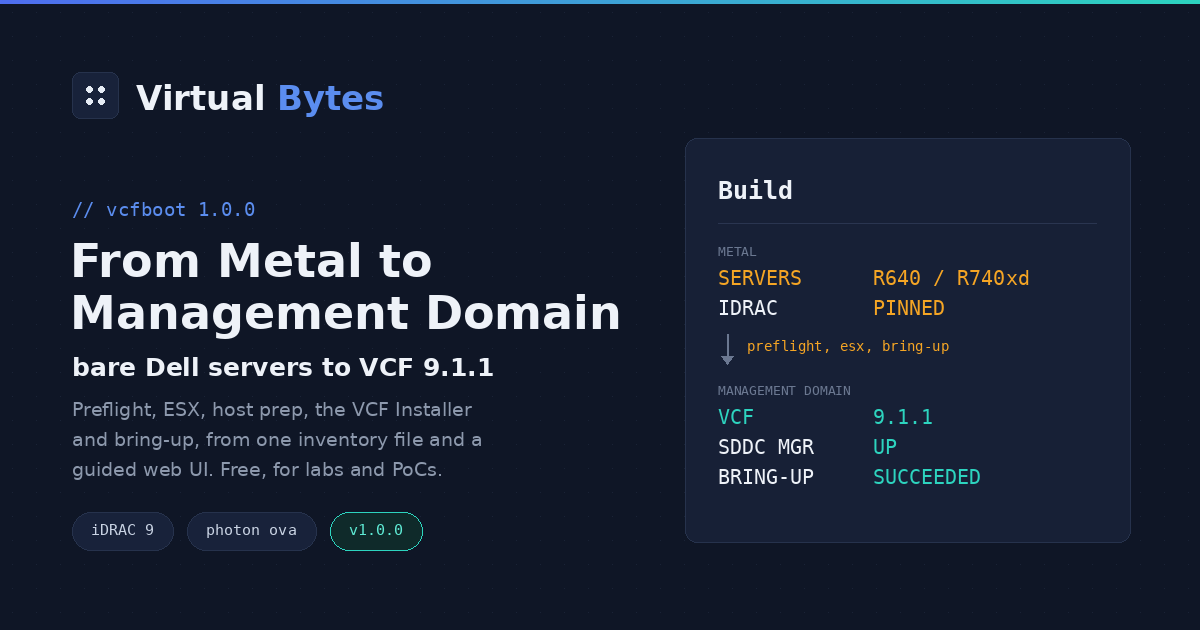 Virtual Bytes
// vcfboot 1.0.0
From Metal to
Management Domain
bare Dell servers to VCF 9.1.1
Preflight, ESX, host prep, the VCF Installer
and bring-up, from one inventory file and a
guided web UI. Free, for labs and PoCs.
iDRAC 9
photon ova
v1.0.0
Build
METAL
SERVERS R640 / R740xd
IDRAC PINNED
preflight, esx, bring-up
MANAGEMENT DOMAIN
VCF 9.1.1
SDDC MGR UP
BRING-UP SUCCEEDED